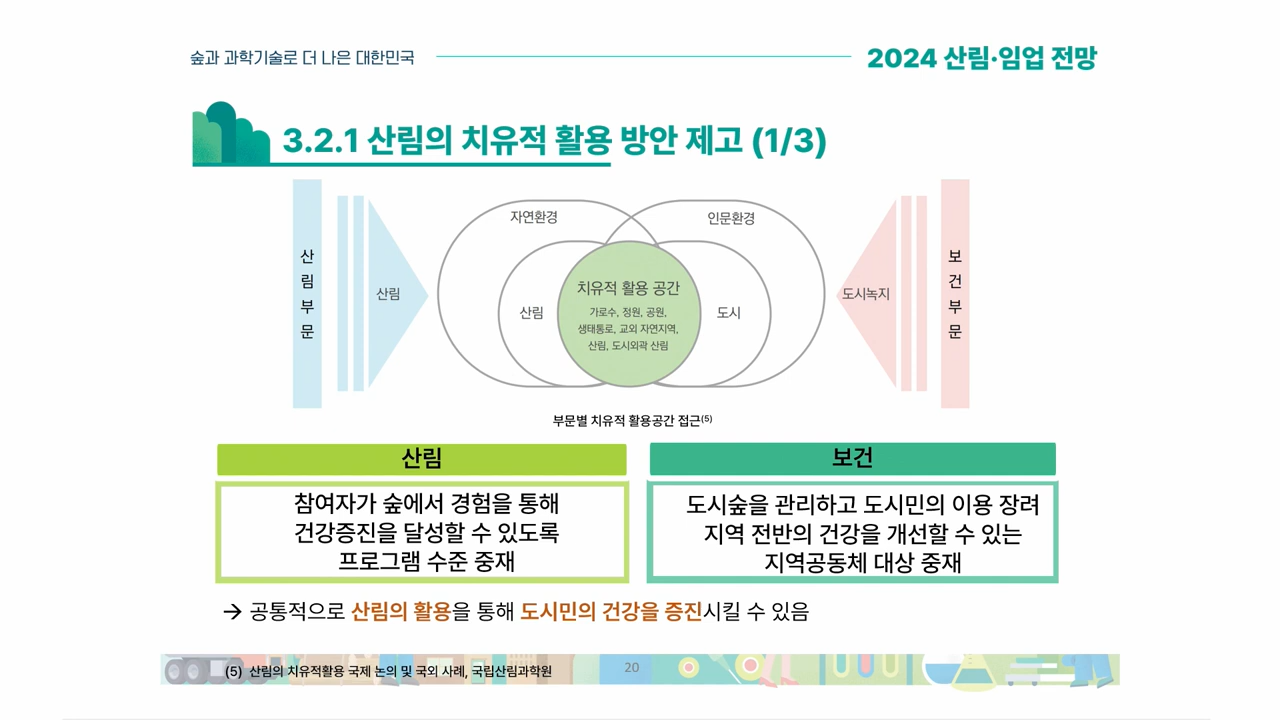 숲과 과학기술로 더 나은 대한민국
2024 산림·임업 전망
3.2.1 산림의 치유적 활용 방안 제고 (1/3)
산림부문
산림
자연환경
인문환경
산림
치유적 활용 공간
가로수, 정원, 공원,
생태통로, 교외 자연지역,
산림, 도시외곽 산림
도시
도시녹지
보건부문
부문별 치유적 활용공간 접근(5)
산림
참여자가 숲에서 경험을 통해
건강증진을 달성할 수 있도록
프로그램 수준 중재
보건
도시숲을 관리하고 도시민의 이용 장려
지역 전반의 건강을 개선할 수 있는
지역공동체 대상 중재
→ 공통적으로 산림의 활용을 통해 도시민의 건강을 증진시킬 수 있음
(5) 산림의 치유적활용 국제 논의 및 국외 사례, 국립산림과학원
20